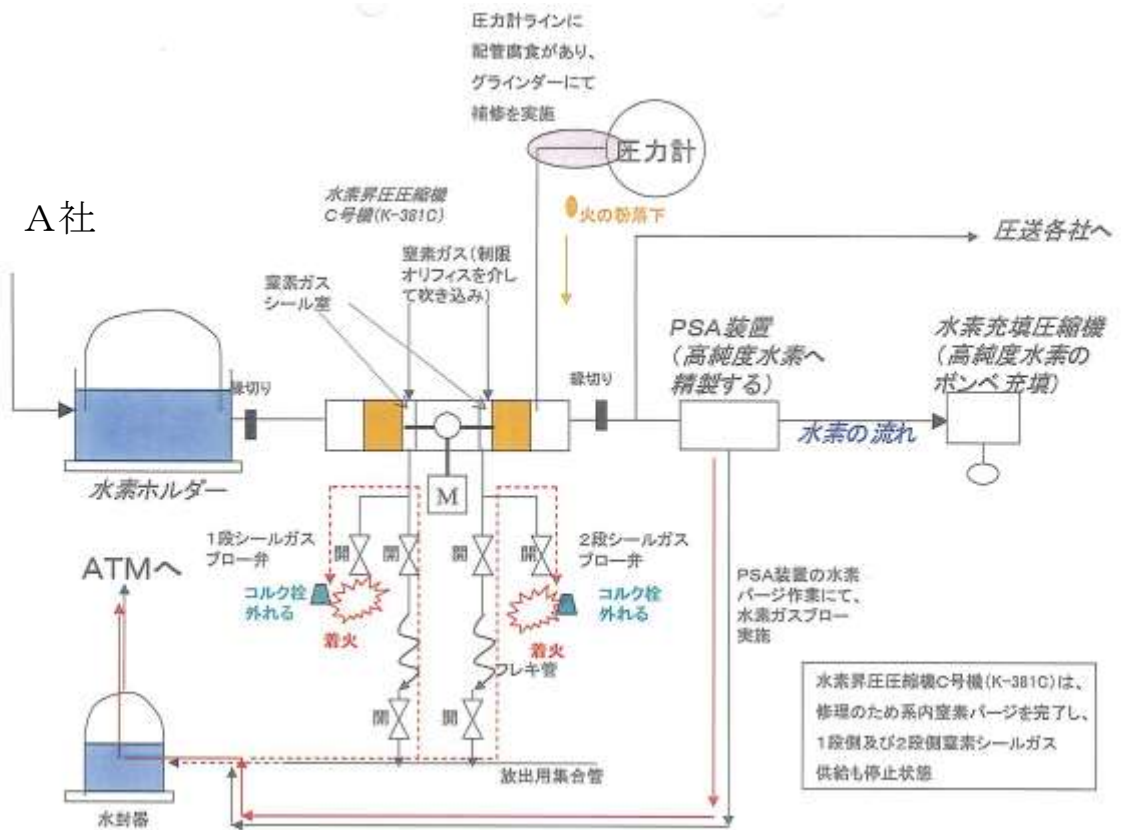 圧力計ラインに
配管腐食があり、
グラインダーにて
補修を実施
圧力計
水素昇圧圧縮機
C号機(K-381C)
火の粉落下
A社
圧送各社へ
窒素ガス
シール室
窒素ガス(制限
オリフィスを介し
て吹き込み)
PSA装置
(高純度水素へ
精製する)
水素充填圧縮機
(高純度水素の
ボンベ充填)
縁切り
縁切り
水素の流れ
水素ホルダー
M
1段シールガス
ブロー弁
開
開
開
開
2段シールガス
ブロー弁
ATMへ
コルク栓
外れる
着火
コルク栓
外れる
着火
PSA装置の水素
パージ作業にて、
水素ガスブロー
実施
フレキ管
開
開
水素昇圧圧縮機C号機(K-381C)は、
修理のため系内窒素パージを完了し、
1段側及び2段側窒素シールガス
供給も停止状態
放出用集合管
水封器